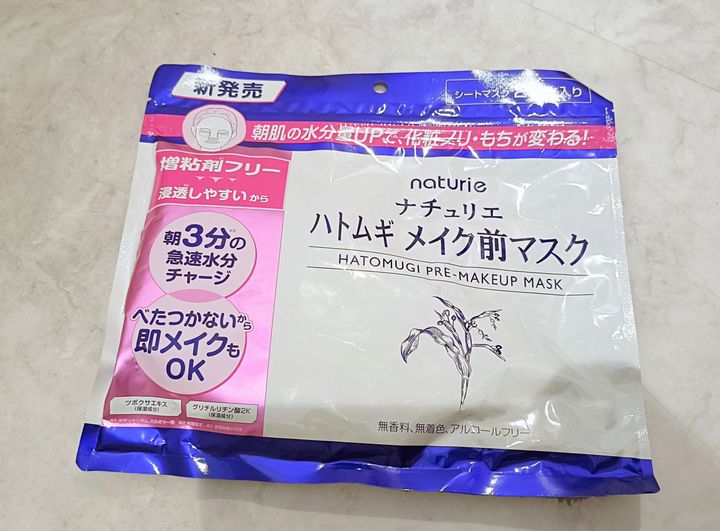 新発売
シートマスク
入り
朝肌の水分量UPで、化粧ノリ・もちが変わる!
増粘剤フリー
浸透しやすいから
朝3分の
急速水分
チャージ
べたつかないから
即メイクも
OK
ツボクサエキス
(保湿成分)
グリチルリチン酸2K
(保湿成分)
naturie
ナチュリエ
ハトムギ メイク前マスク
HATOMUGI PRE-MAKEUP MASK
無香料、無着色、アルコールフリー